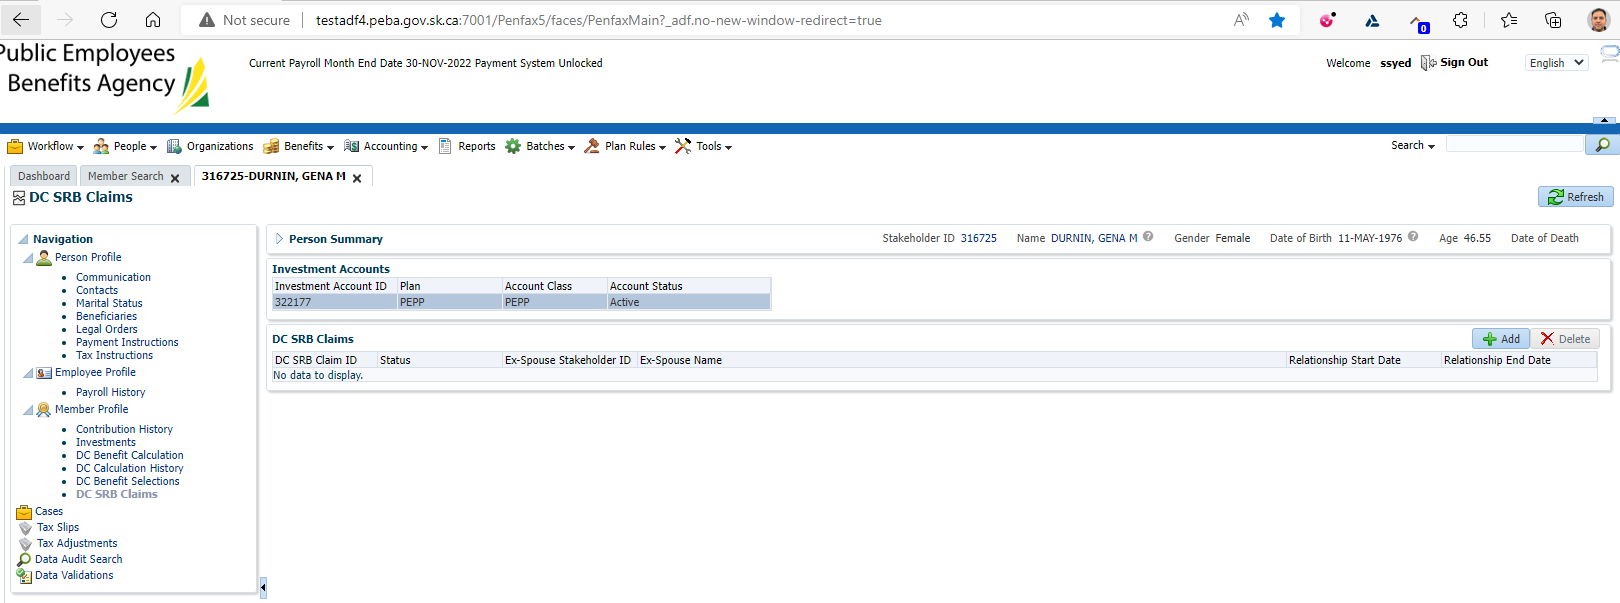 Not secure testadf4.peba.gov.sk.ca:7001/Penfax5/faces/PenfaxMain?_adf.no-new-window-redirect=true
0
Public Employees
Benefits Agency
Current Payroll Month End Date 30-NOV-2022 Payment System Unlocked
Welcome ssyed Sign Out English
Workflow People Organizations Benefits Accounting Reports Batches Plan Rules Tools Search
Dashboard Member Search 316725-DURNIN, GENA M
DC SRB Claims
Refresh
Navigation
Person Profile
Communication
Contacts
Marital Status
Beneficiaries
Legal Orders
Payment Instructions
Tax Instructions
Employee Profile
Payroll History
Member Profile
Contribution History
Investments
DC Benefit Calculation
DC Calculation History
DC Benefit Selections
DC SRB Claims
Cases
Tax Slips
Tax Adjustments
Data Audit Search
Data Validations
Person Summary Stakeholder ID 316725 Name DURNIN, GENA M Gender Female Date of Birth 11-MAY-1976 Age 46.55 Date of Death
Investment Accounts
Investment Account ID Plan Account Class Account Status
322177 PEPP PEPP Active
DC SRB Claims Add Delete
DC SRB Claim ID Status Ex-Spouse Stakeholder ID Ex-Spouse Name Relationship Start Date Relationship End Date
No data to display.